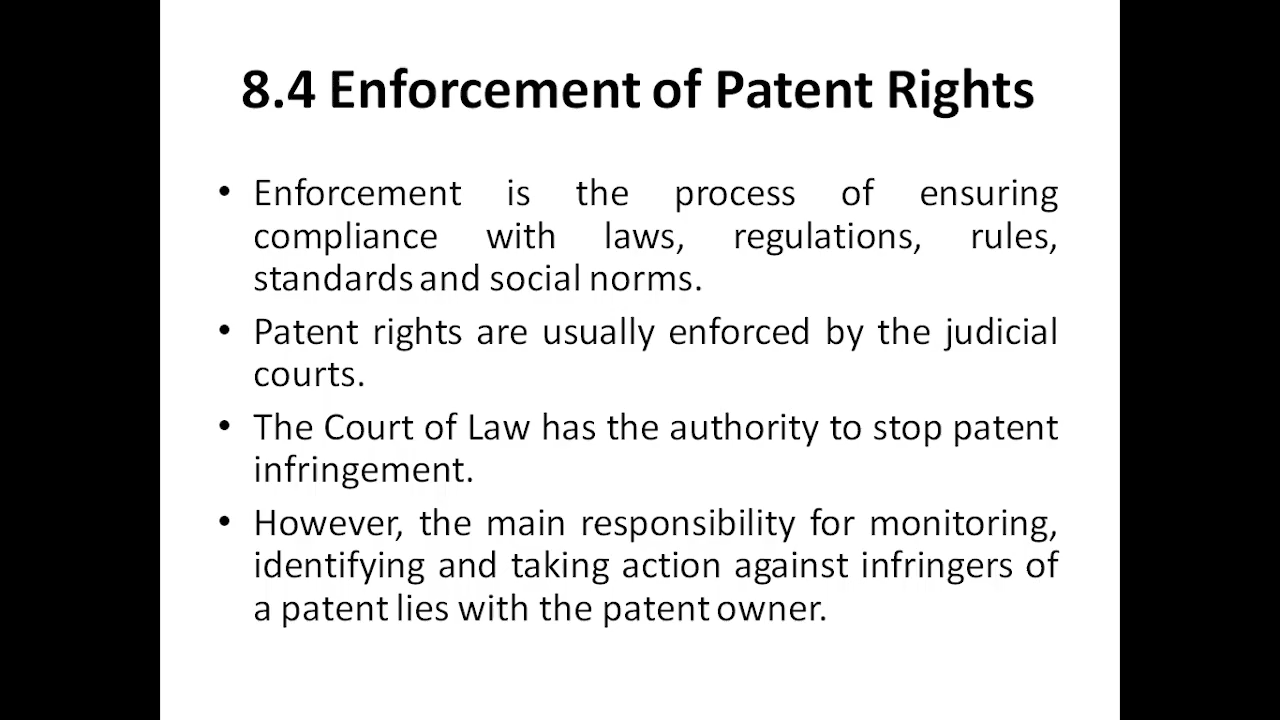 8.4 Enforcement of Patent Rights
• Enforcement is the process of ensuring
compliance with laws, regulations, rules,
standards and social norms.
• Patent rights are usually enforced by the judicial
courts.
• The Court of Law has the authority to stop patent
infringement.
• However, the main responsibility for monitoring,
identifying and taking action against infringers of
a patent lies with the patent owner.